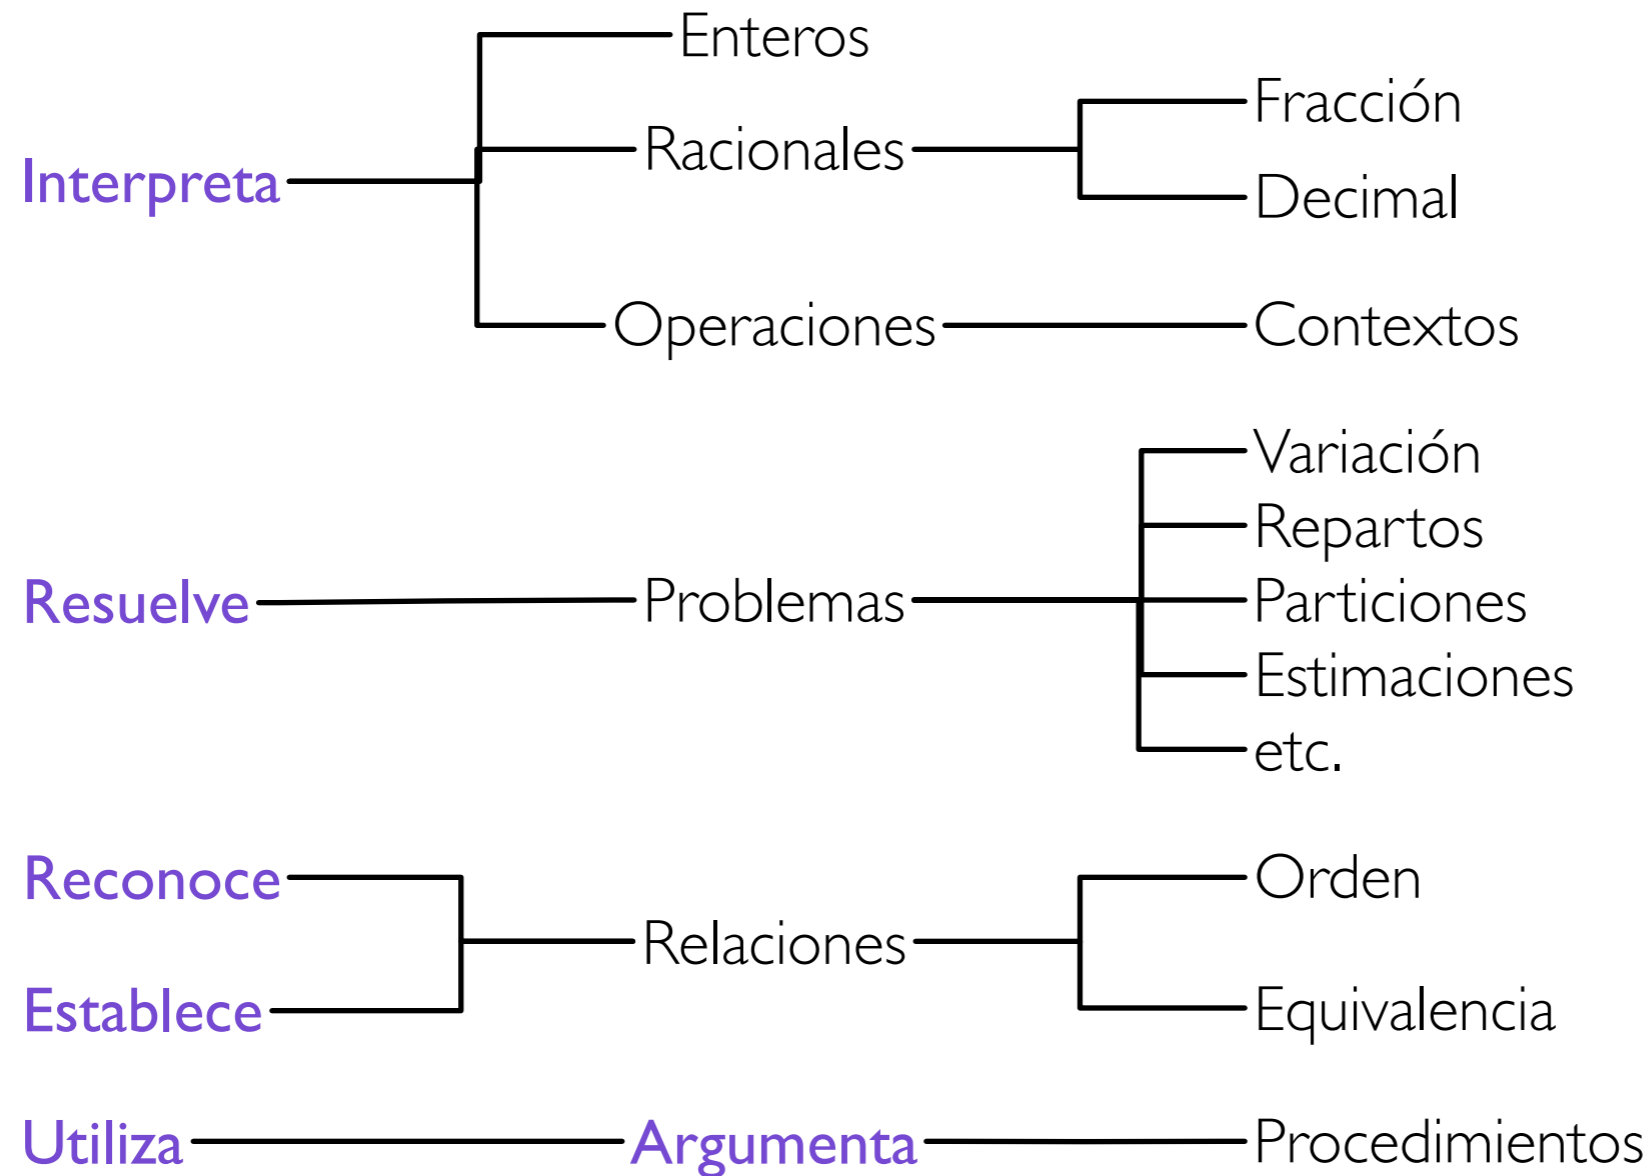 Enteros
Fracción
Interpreta Racionales
Decimal
Operaciones Contextos
Variación
Repartos
Resuelve Problemas Particiones
Estimaciones
etc.
Reconoce Orden
Relaciones
Establece Equivalencia
Utiliza Argumenta Procedimientos